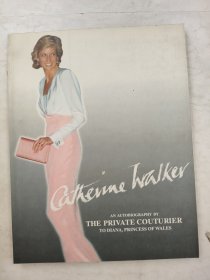 Catherine Walker
AN AUTOBIOGRAPHY BY
THE PRIVATE COUTURIER
TO DIANA, PRINCESS OF WALES